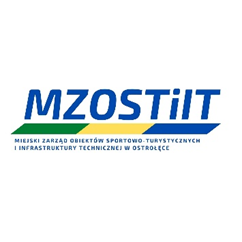 MZOSTiIT
MIEJSKI ZARZĄD OBIEKTÓW SPORTOWO-TURYSTYCZNYCH
I INFRASTRUKTURY TECHNICZNEJ W OSTROŁĘCE